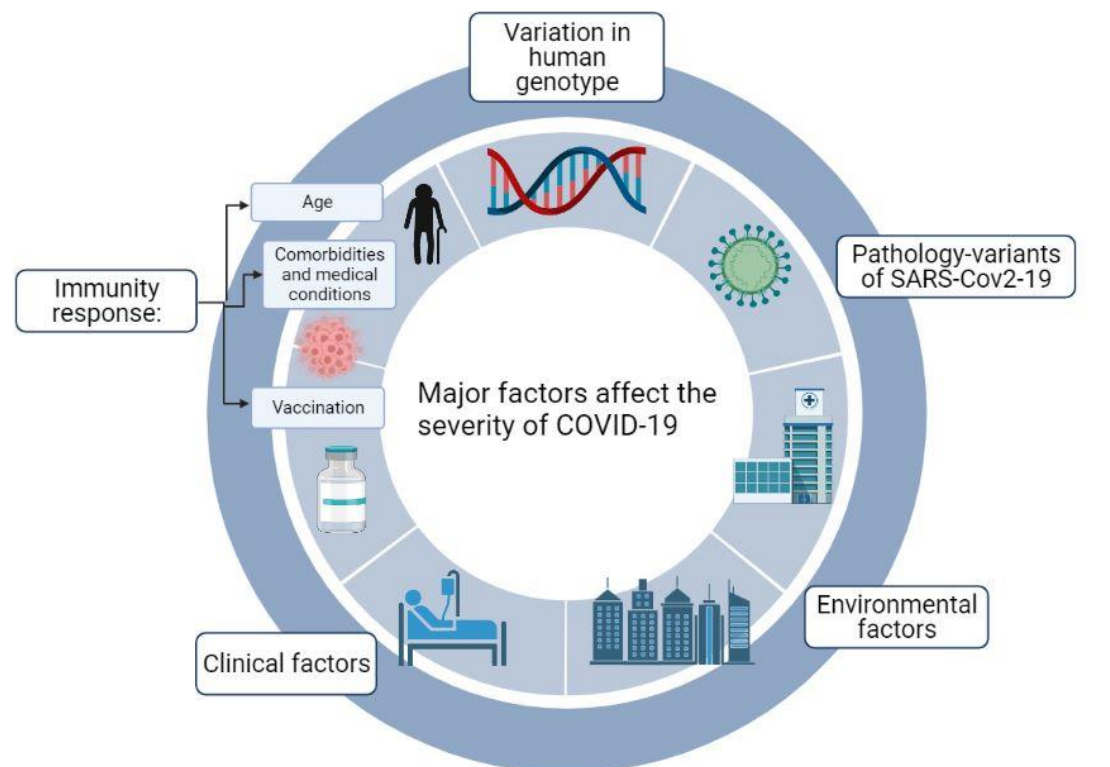 Variation in
human
genotype
Age
Comorbidities
and medical
conditions
Immunity
response:
Vaccination
Pathology-variants
of SARS-Cov2-19
Major factors affect the
severity of COVID-19
Environmental
factors
Clinical factors